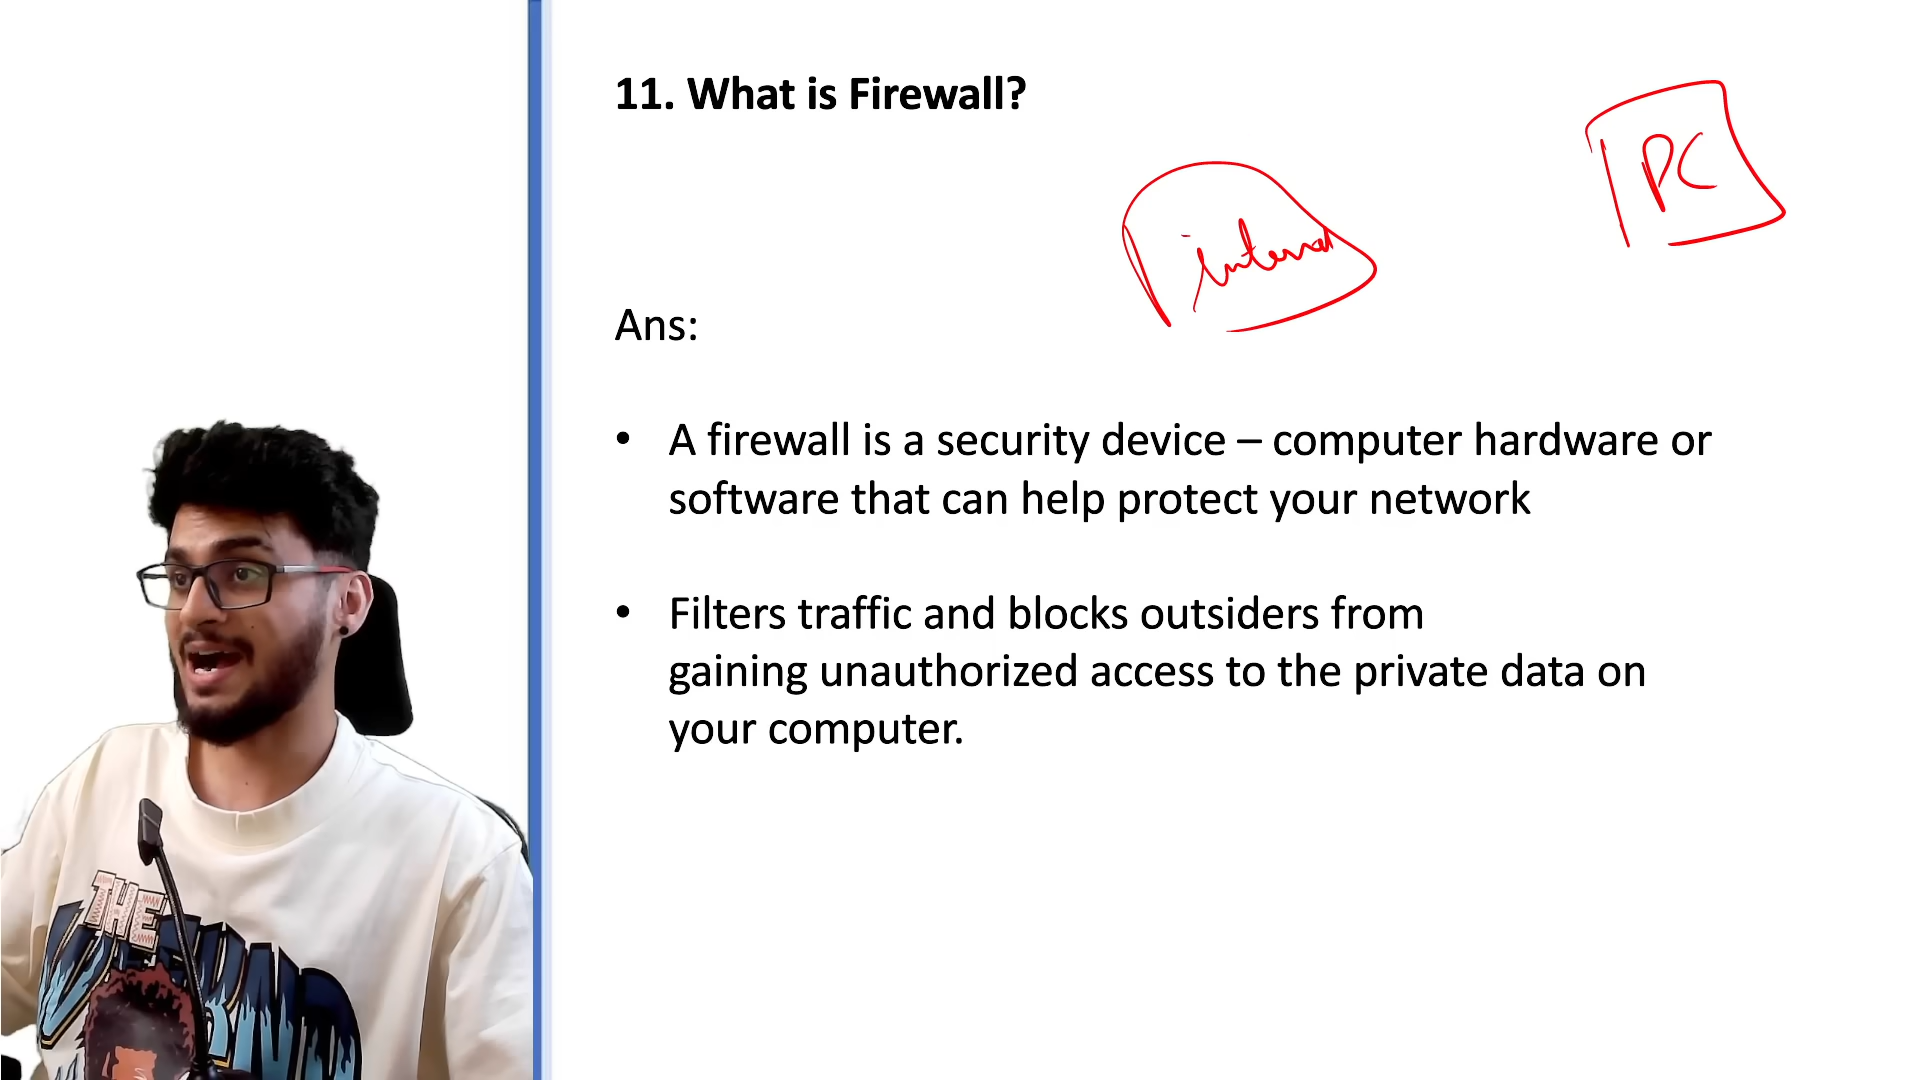 11. What is Firewall?
PC
Ans:
• A firewall is a security device – computer hardware or
software that can help protect your network
• Filters traffic and blocks outsiders from
gaining unauthorized access to the private data on
your computer.
THE